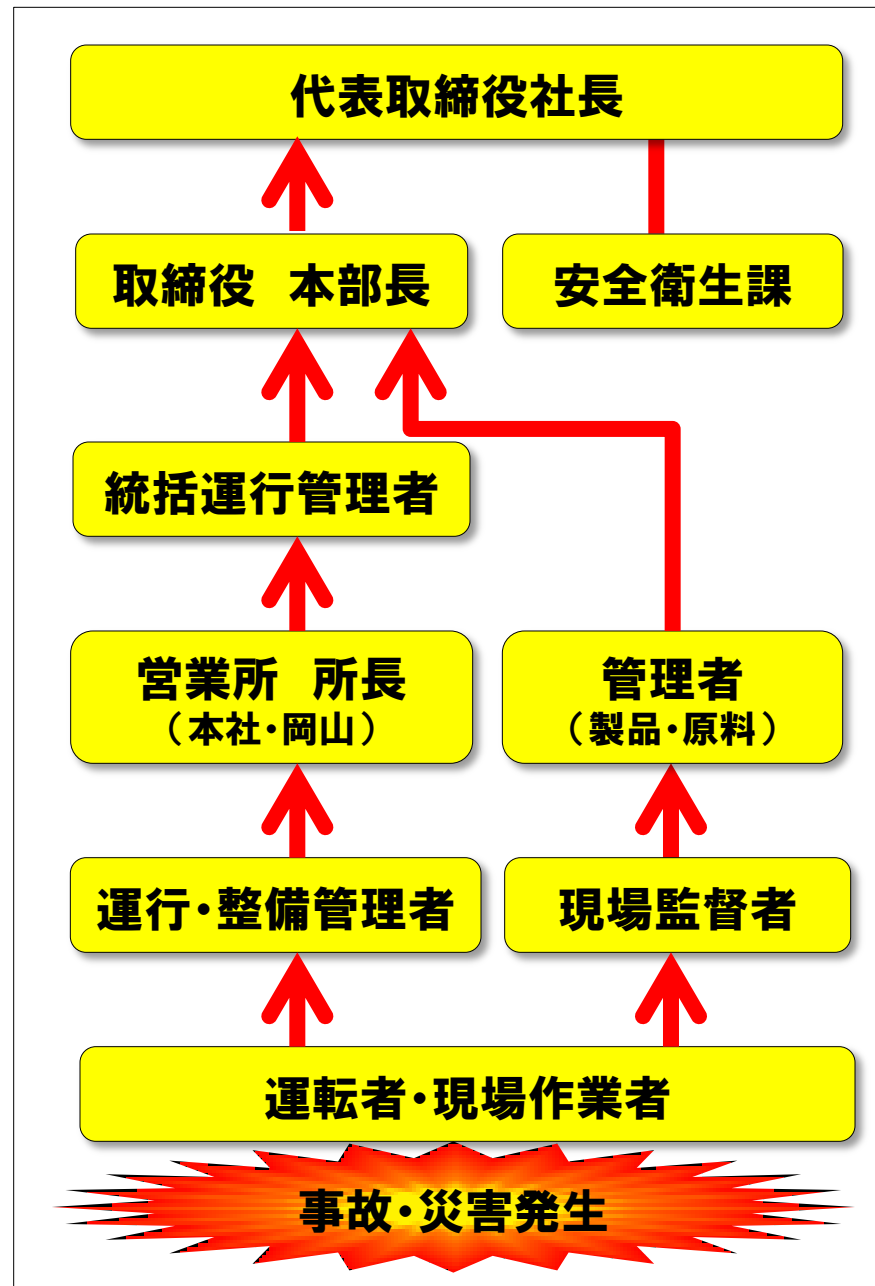 代表取締役社長
取締役　本部長
安全衛生課
統括運行管理者
営業所　所長
（本社・岡山）
管理者
（製品・原料）
運行・整備管理者
現場監督者
運転者・現場作業者
事故・災害発生